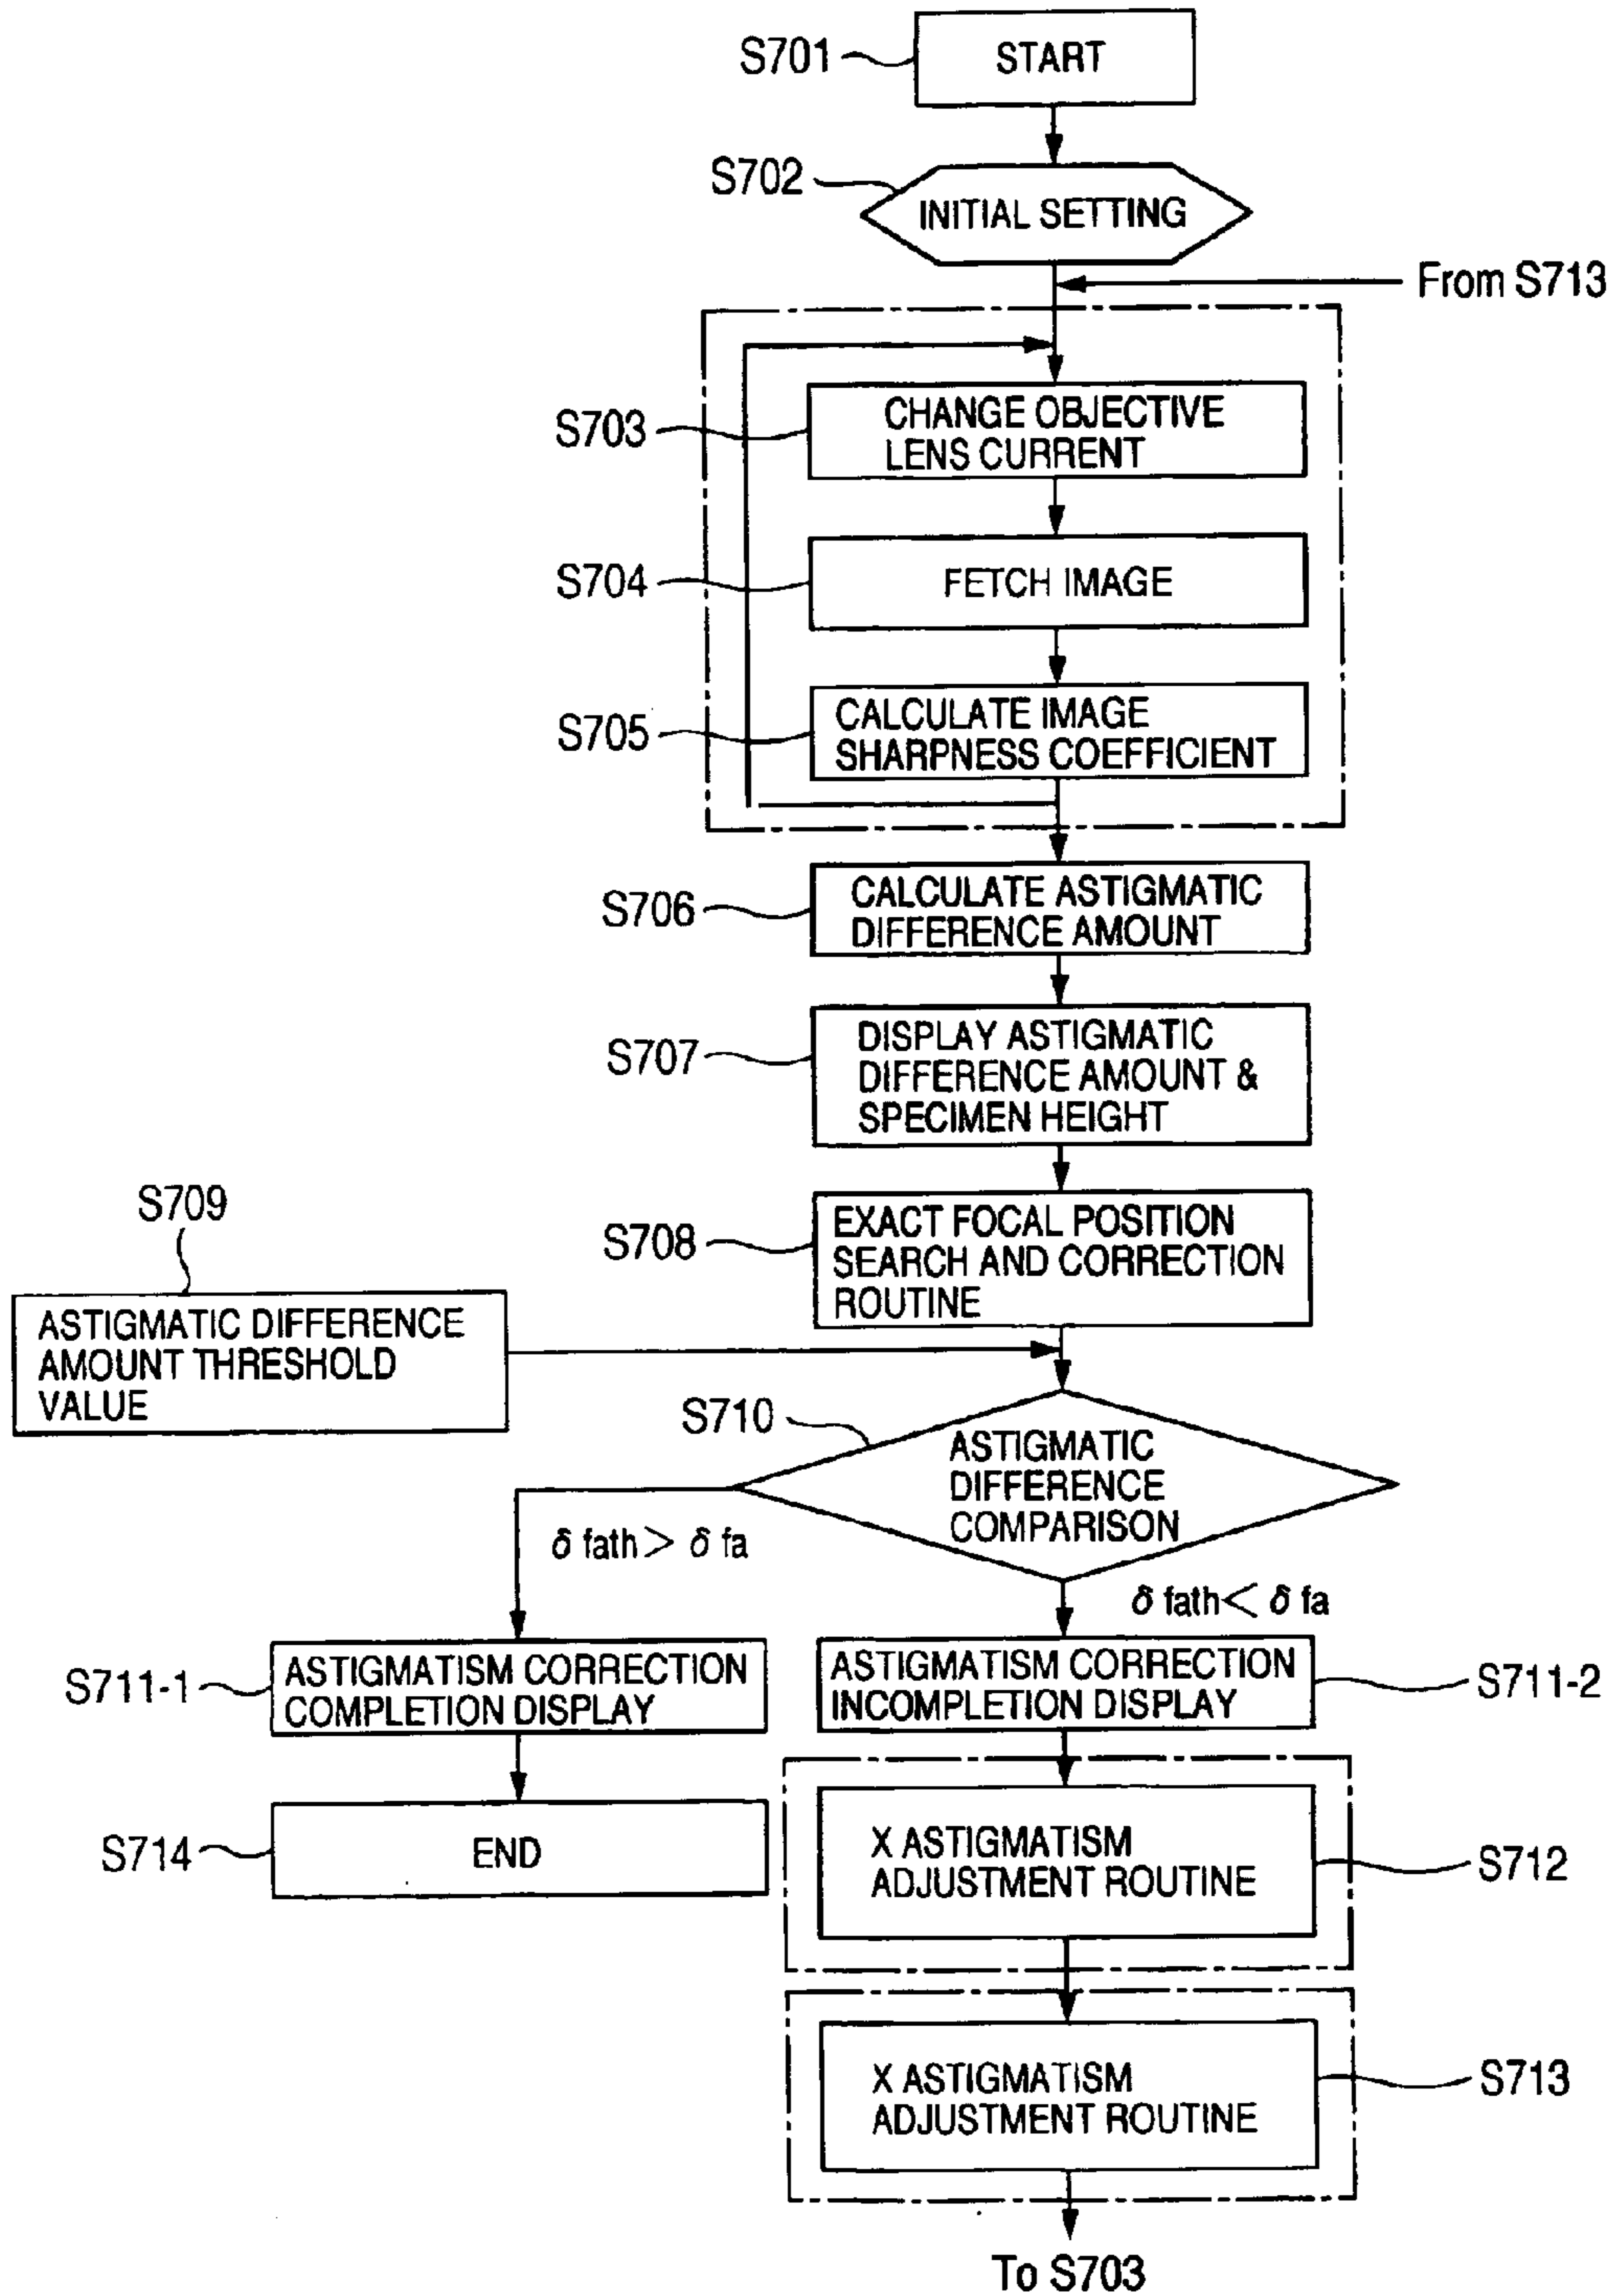 S701
START
S702
INITIAL SETTING
From S713
S703
CHANGE OBJECTIVE
LENS CURRENT
S704
FETCH IMAGE
S705
CALCULATE IMAGE
SHARPNESS COEFFICIENT
S706
CALCULATE ASTIGMATIC
DIFFERENCE AMOUNT
S707
DISPLAY ASTIGMATIC
DIFFERENCE AMOUNT &
SPECIMEN HEIGHT
S708
EXACT FOCAL POSITION
SEARCH AND CORRECTION
ROUTINE
S709
ASTIGMATIC DIFFERENCE
AMOUNT THRESHOLD
VALUE
S710
ASTIGMATIC
DIFFERENCE
COMPARISON
δ fath > δ fa
δ fath < δ fa
S711-1
ASTIGMATISM CORRECTION
COMPLETION DISPLAY
ASTIGMATISM CORRECTION
INCOMPLETION DISPLAY
S711-2
S714
END
X ASTIGMATISM
ADJUSTMENT ROUTINE
S712
X ASTIGMATISM
ADJUSTMENT ROUTINE
S713
To S703